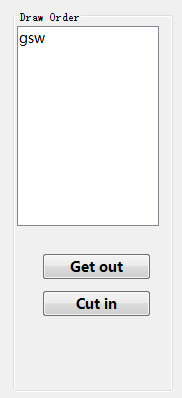 Draw Order
gsw
Get out
Cut in